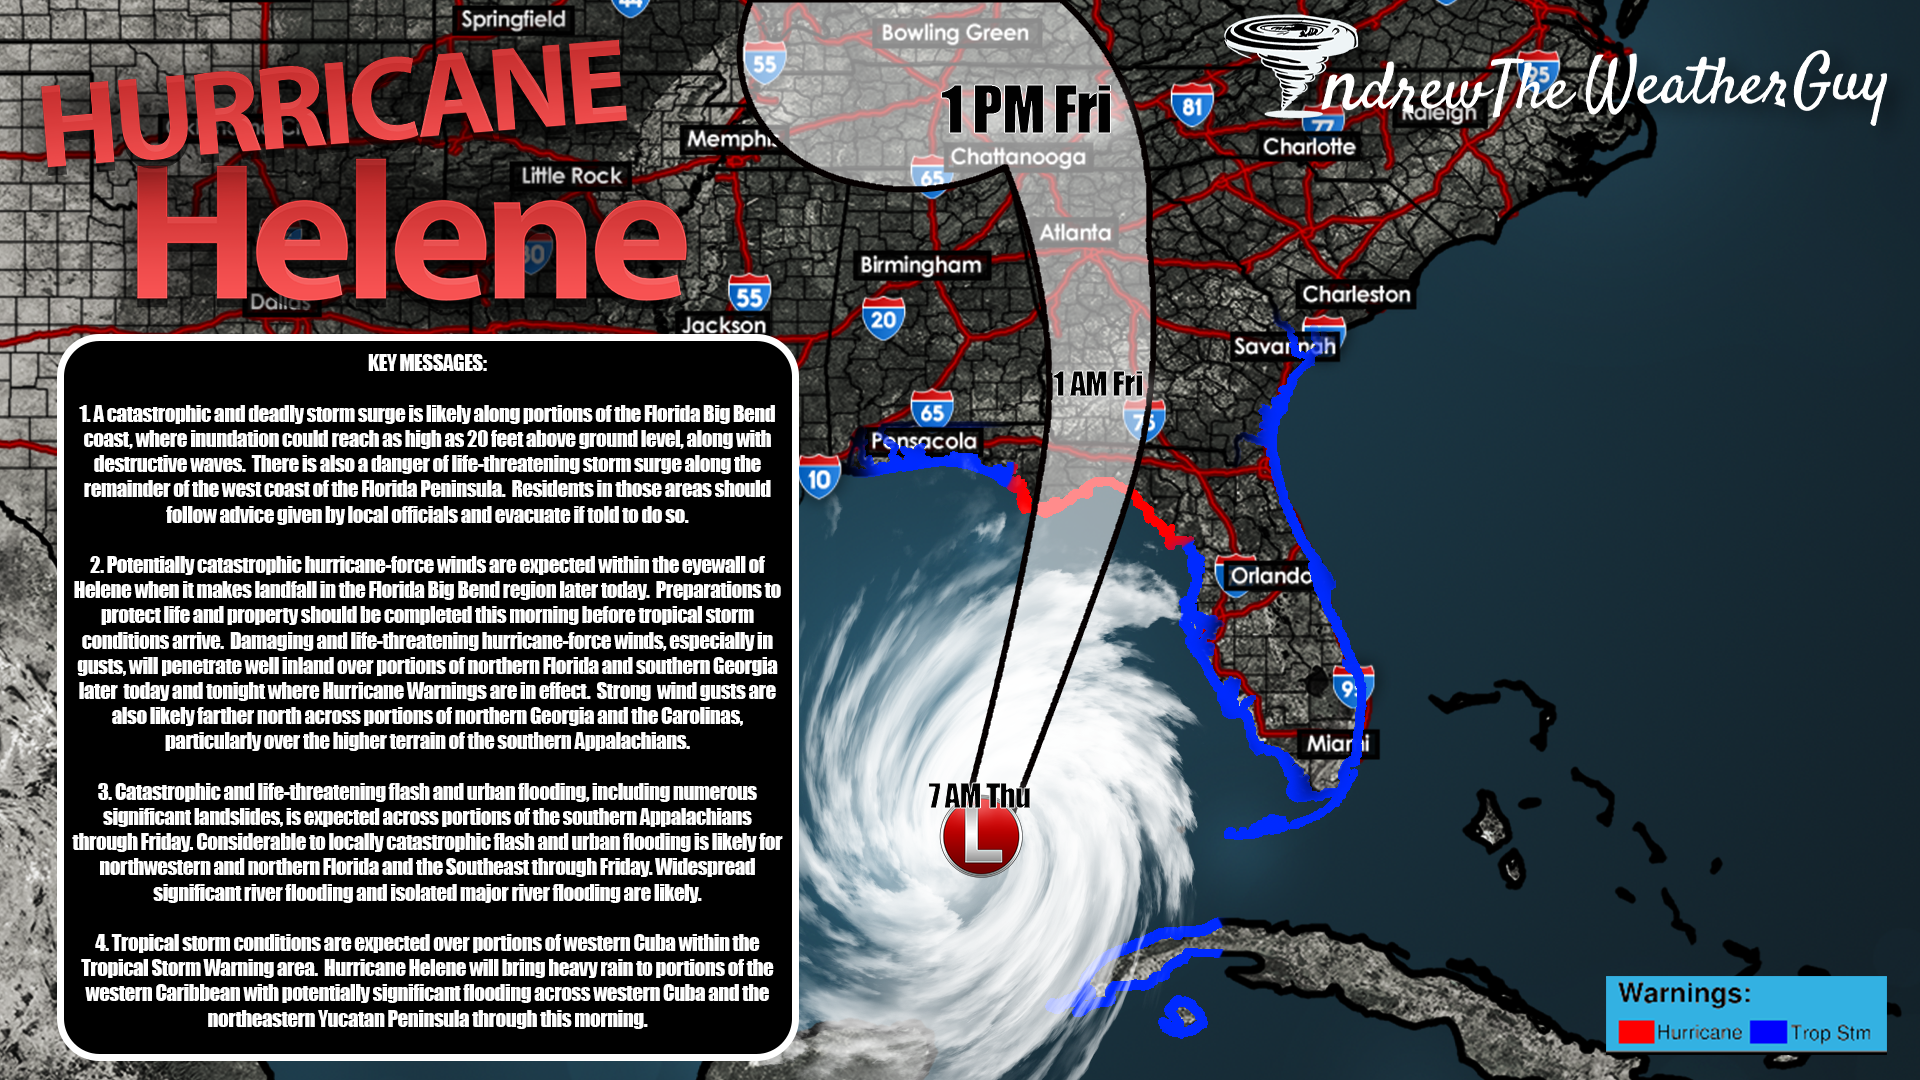 Springfield
44
Bowling Green
55
HURRICANE
Helene
ndrewThe WeatherGuy
95
81
77
Raleigh
Charlotte
1 PM Fri
Memphis
Chattanooga
65
Little Rock
Atlanta
Birmingham
Dallas
55
20
Jackson
Charleston
Savannah
1 AM Fri
65
75
Pensacola
10
Orlando
95
Miami
7 AM Thu
L
KEY MESSAGES:
1. A catastrophic and deadly storm surge is likely along portions of the Florida Big Bend
coast, where inundation could reach as high as 20 feet above ground level, along with
destructive waves.  There is also a danger of life-threatening storm surge along the
remainder of the west coast of the Florida Peninsula.  Residents in those areas should
follow advice given by local officials and evacuate if told to do so.
2. Potentially catastrophic hurricane-force winds are expected within the eyewall of
Helene when it makes landfall in the Florida Big Bend region later today.  Preparations to
protect life and property should be completed this morning before tropical storm
conditions arrive.  Damaging and life-threatening hurricane-force winds, especially in
gusts, will penetrate well inland over portions of northern Florida and southern Georgia
later  today and tonight where Hurricane Warnings are in effect.  Strong  wind gusts are
also likely farther north across portions of northern Georgia and the Carolinas,
particularly over the higher terrain of the southern Appalachians.
3. Catastrophic and life-threatening flash and urban flooding, including numerous
significant landslides, is expected across portions of the southern Appalachians
through Friday. Considerable to locally catastrophic flash and urban flooding is likely for
northwestern and northern Florida and the Southeast through Friday. Widespread
significant river flooding and isolated major river flooding are likely.
4. Tropical storm conditions are expected over portions of western Cuba within the
Tropical Storm Warning area.  Hurricane Helene will bring heavy rain to portions of the
western Caribbean with potentially significant flooding across western Cuba and the
northeastern Yucatan Peninsula through this morning.
Warnings:
Hurricane
Trop Stm